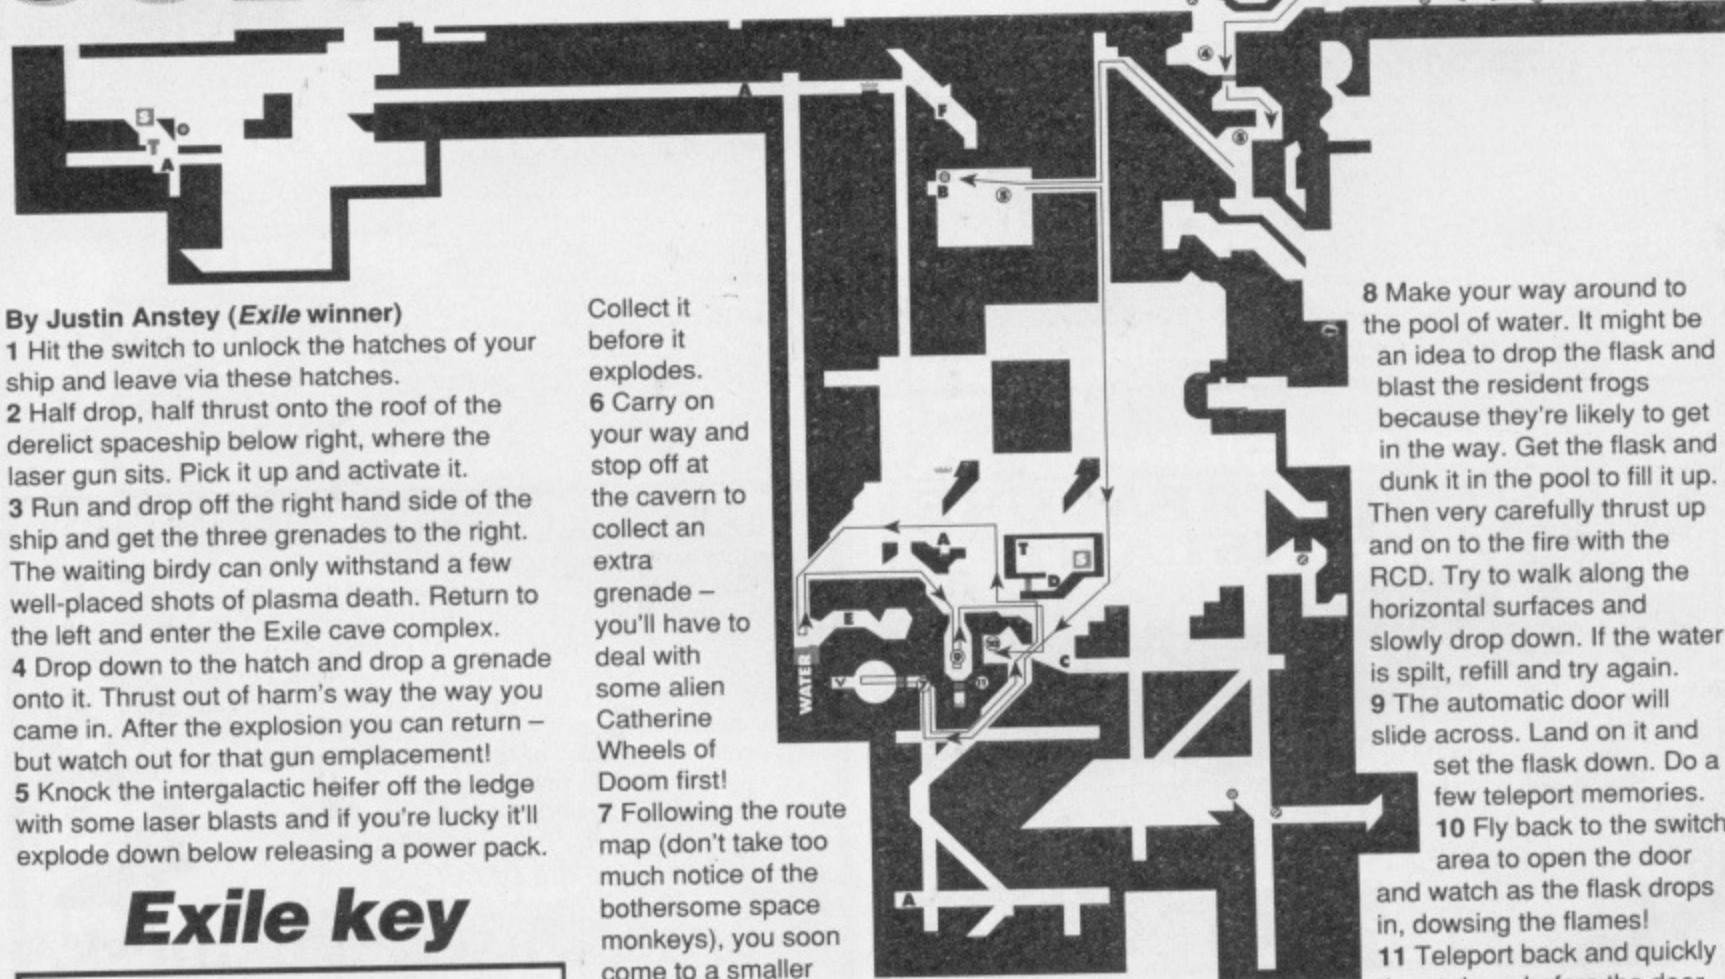 By Justin Anstey (Exile winner)
1 Hit the switch to unlock the hatches of your
ship and leave via these hatches.
2 Half drop, half thrust onto the roof of the
derelict spaceship below right, where the
laser gun sits. Pick it up and activate it.
3 Run and drop off the right hand side of the
ship and get the three grenades to the right.
The waiting birdy can only withstand a few
well-placed shots of plasma death. Return to
the left and enter the Exile cave complex.
4 Drop down to the hatch and drop a grenade
onto it. Thrust out of harm's way the way you
came in. After the explosion you can return –
but watch out for that gun emplacement!
5 Knock the intergalactic heifer off the ledge
with some laser blasts and if you're lucky it'll
explode down below releasing a power pack.
Exile key
Collect it
before it
explodes.
6 Carry on
your way and
stop off at
the cavern to
collect an
extra
grenade –
you'll have to
deal with
some alien
Catherine
Wheels of
Doom first!
7 Following the route
map (don't take too
much notice of the
bothersome space
monkeys), you soon
come to a smaller
8 Make your way around to
the pool of water. It might be
an idea to drop the flask and
blast the resident frogs
because they're likely to get
in the way. Get the flask and
dunk it in the pool to fill it up.
Then very carefully thrust up
and on to the fire with the
RCD. Try to walk along the
horizontal surfaces and
slowly drop down. If the water
is spilt, refill and try again.
9 The automatic door will
slide across. Land on it and
set the flask down. Do a
few teleport memories.
10 Fly back to the switch
area to open the door
and watch as the flask drops
in, dowsing the flames!
11 Teleport back and quickly
S
T
A
A
F
B
5
4
5
A
T
S
D
E
9
10
C
WATER
V
7
11
A